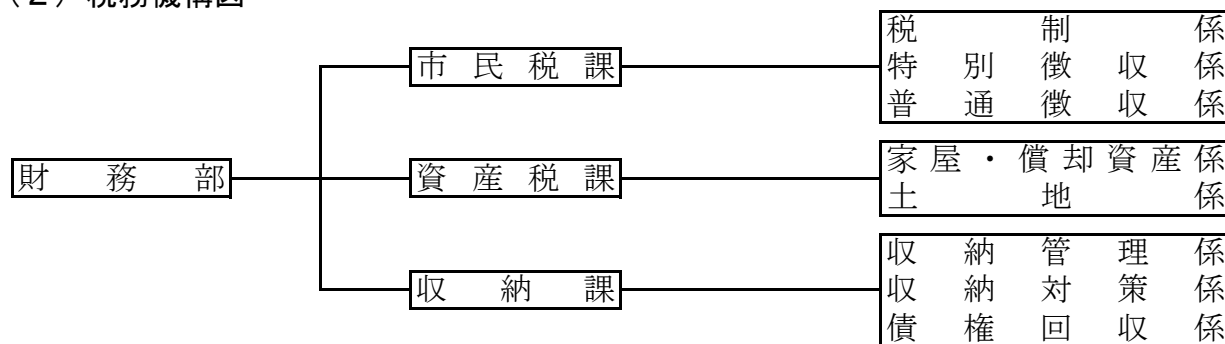 (2)税務機構図
財務部
市民税課
税制係
特別徴収係
普通徴収係
資産税課
家屋・償却資産係
土地係
収納課
収納管理係
収納対策係
債権回収係